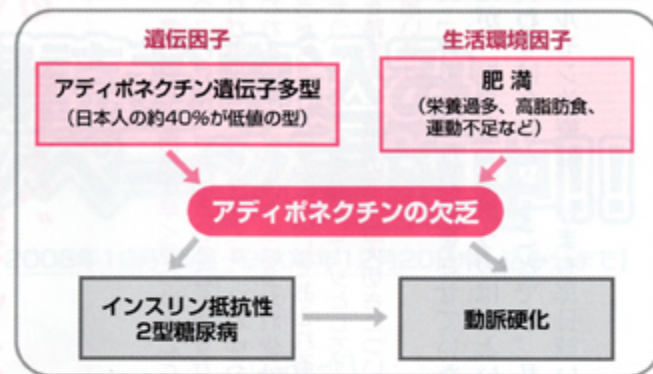 遺伝因子
生活環境因子
アディポネクチン遺伝子多型
(日本人の約40%が低値の型)
肥 満
(栄養過多、高脂肪食、
運動不足など)
アディポネクチンの欠乏
インスリン抵抗性
2型糖尿病
動脈硬化